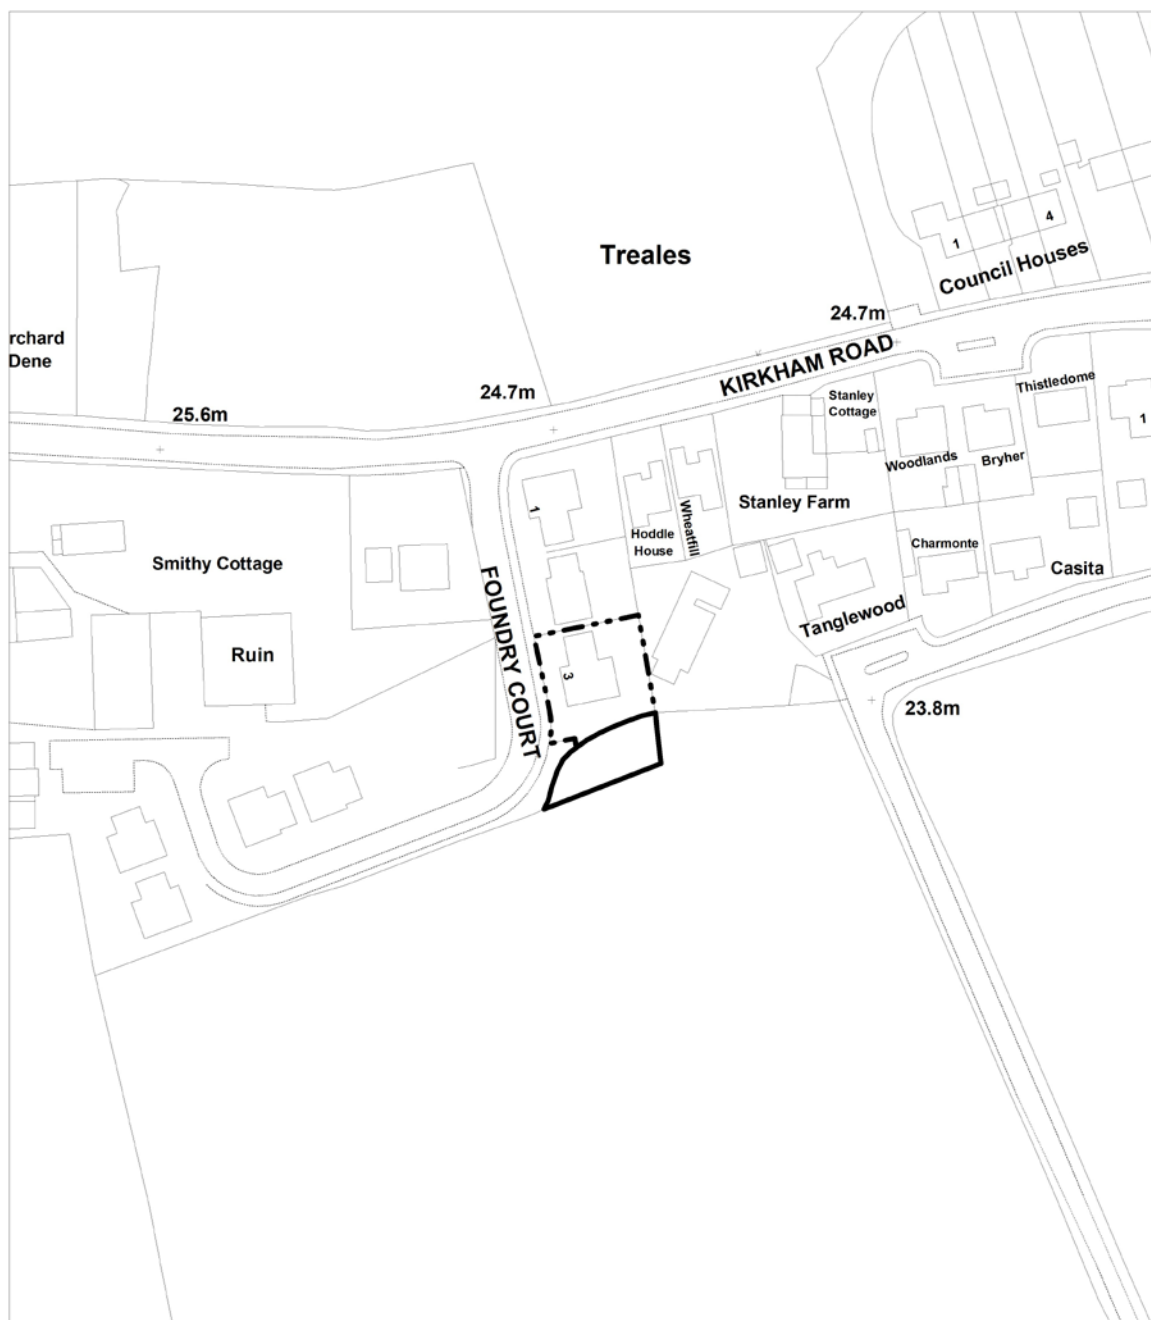 Treales
4
1
Council Houses
24.7m
KIRKHAM ROAD
rchard
Dene
25.6m
24.7m
Stanley
Cottage
Thistledome
1
Woodlands
Bryher
1
Hoddle
House
Wheatfill
Stanley Farm
Smithy Cottage
Charmonte
Casita
FOUNDRY COURT
Tanglewood
Ruin
3
23.8m